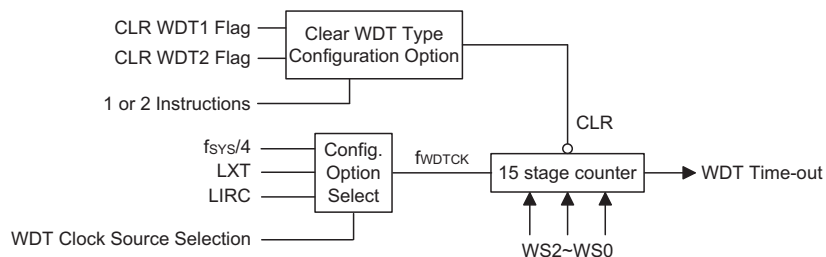 CLR WDT1 Flag
CLR WDT2 Flag
1 or 2 Instructions
Clear WDT Type
Configuration Option
CLR
fSYS/4
LXT
LIRC
WDT Clock Source Selection
Config.
Option
Select
fWDTCK
15 stage counter
WDT Time-out
WS2~WS0